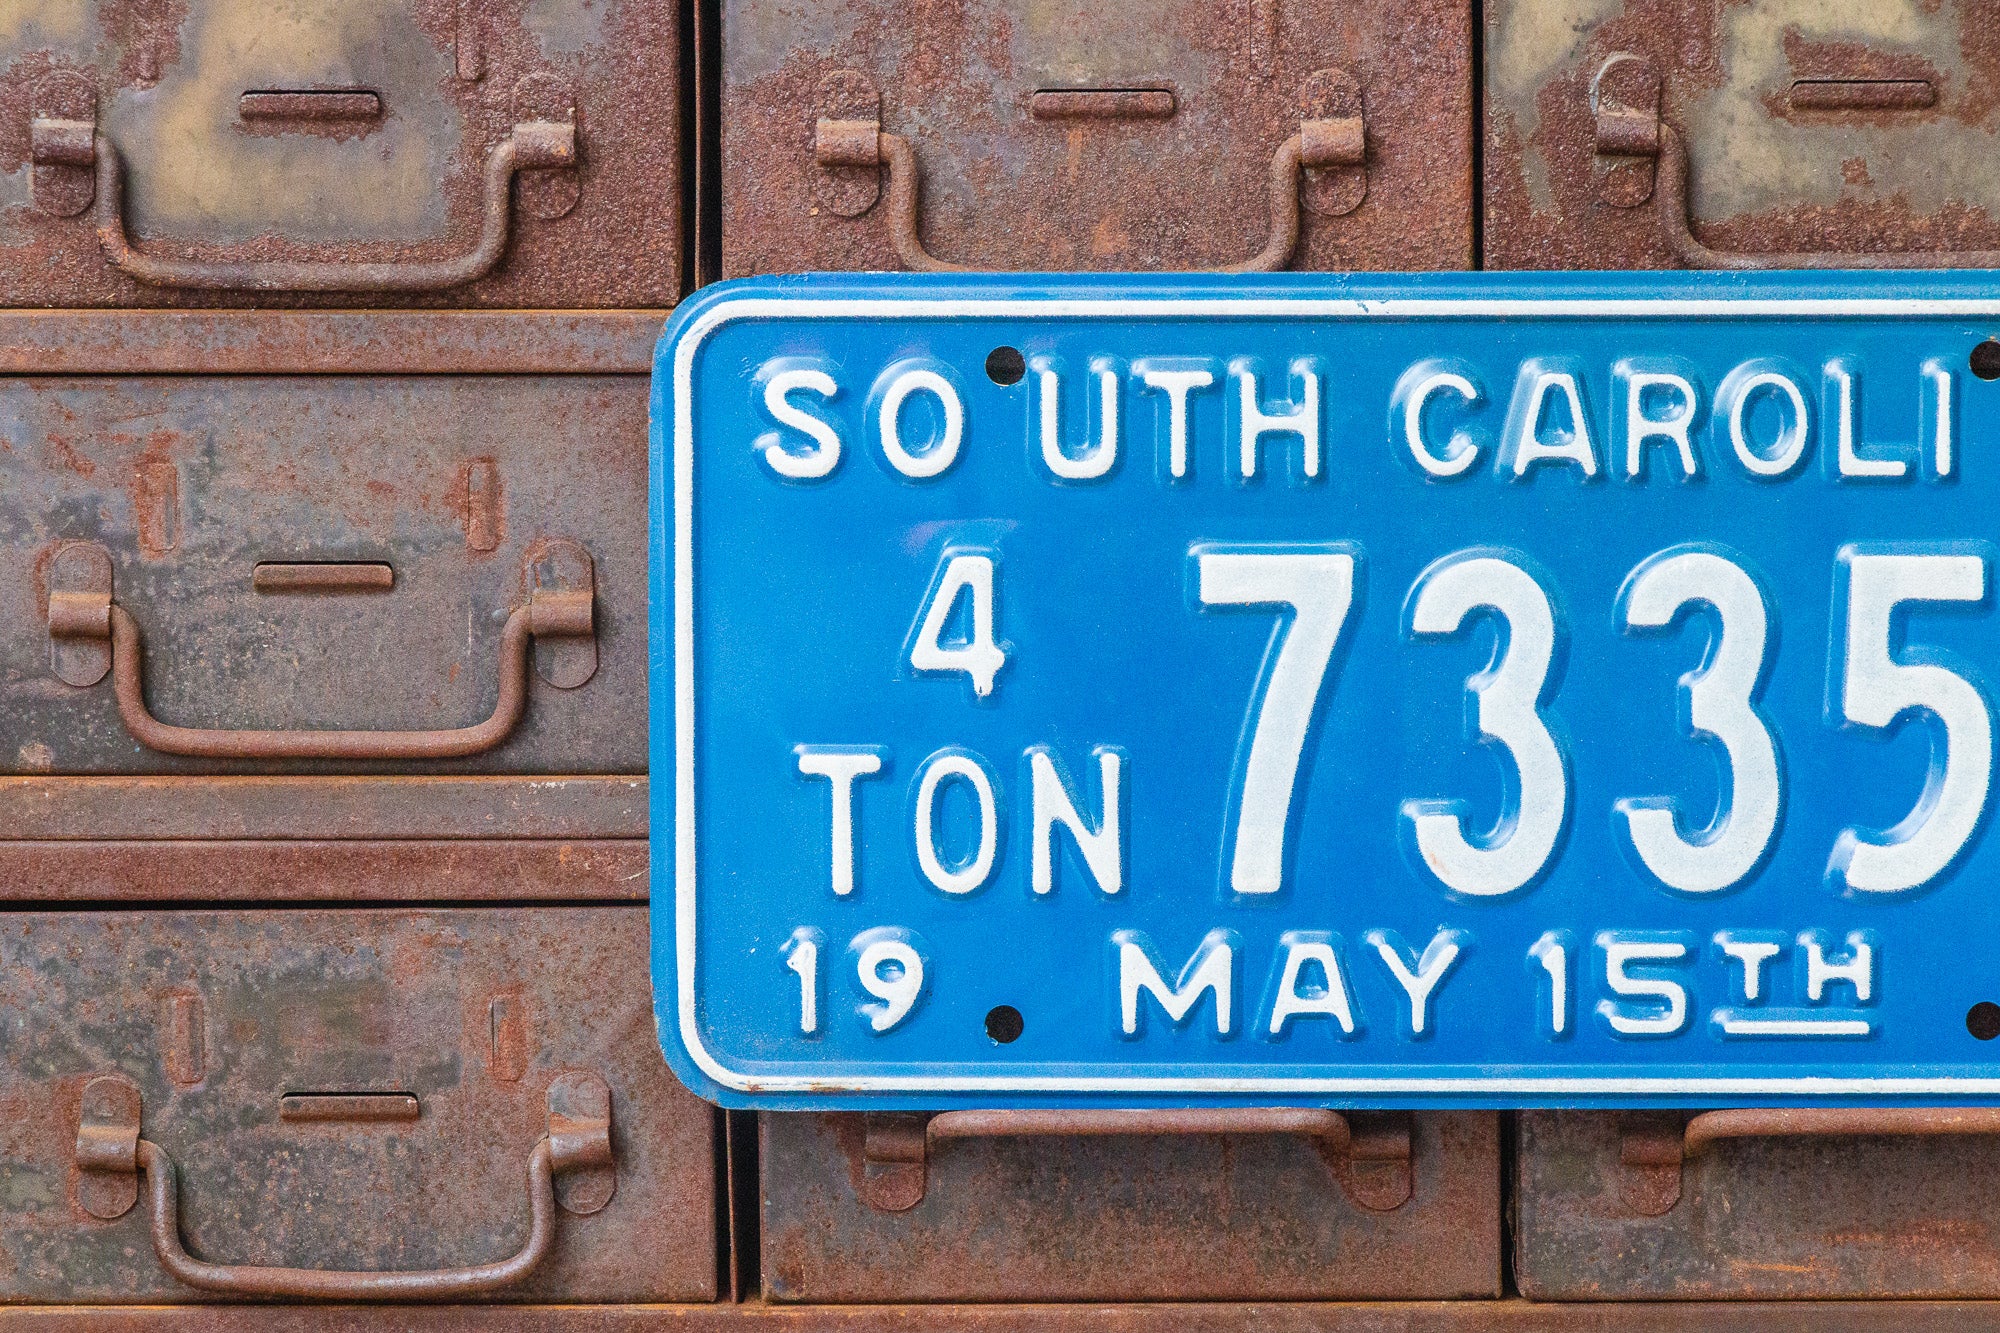 SOUTH CAROLI
4 TON 7335
19 MAY 15TH